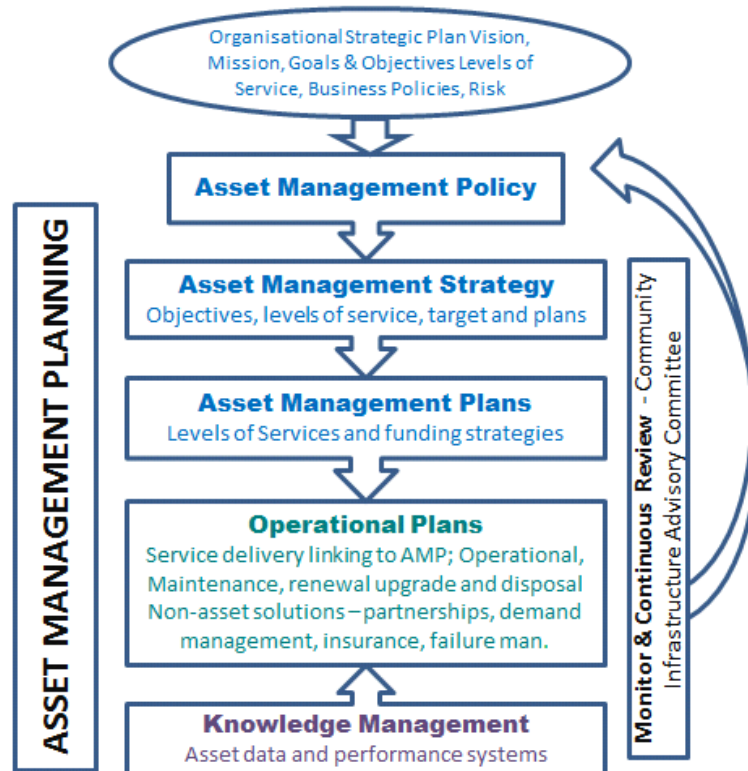 Organisational Strategic Plan Vision,
Mission, Goals & Objectives Levels of
Service, Business Policies, Risk
Asset Management Policy
ASSET MANAGEMENT PLANNING
Asset Management Strategy
Objectives, levels of service, target and plans
Asset Management Plans
Levels of Services and funding strategies
Operational Plans
Service delivery linking to AMP; Operational,
Maintenance, renewal upgrade and disposal
Non-asset solutions – partnerships, demand
management, insurance, failure man.
Knowledge Management
Asset data and performance systems
Monitor & Continuous Review - Community
Infrastructure Advisory Committee